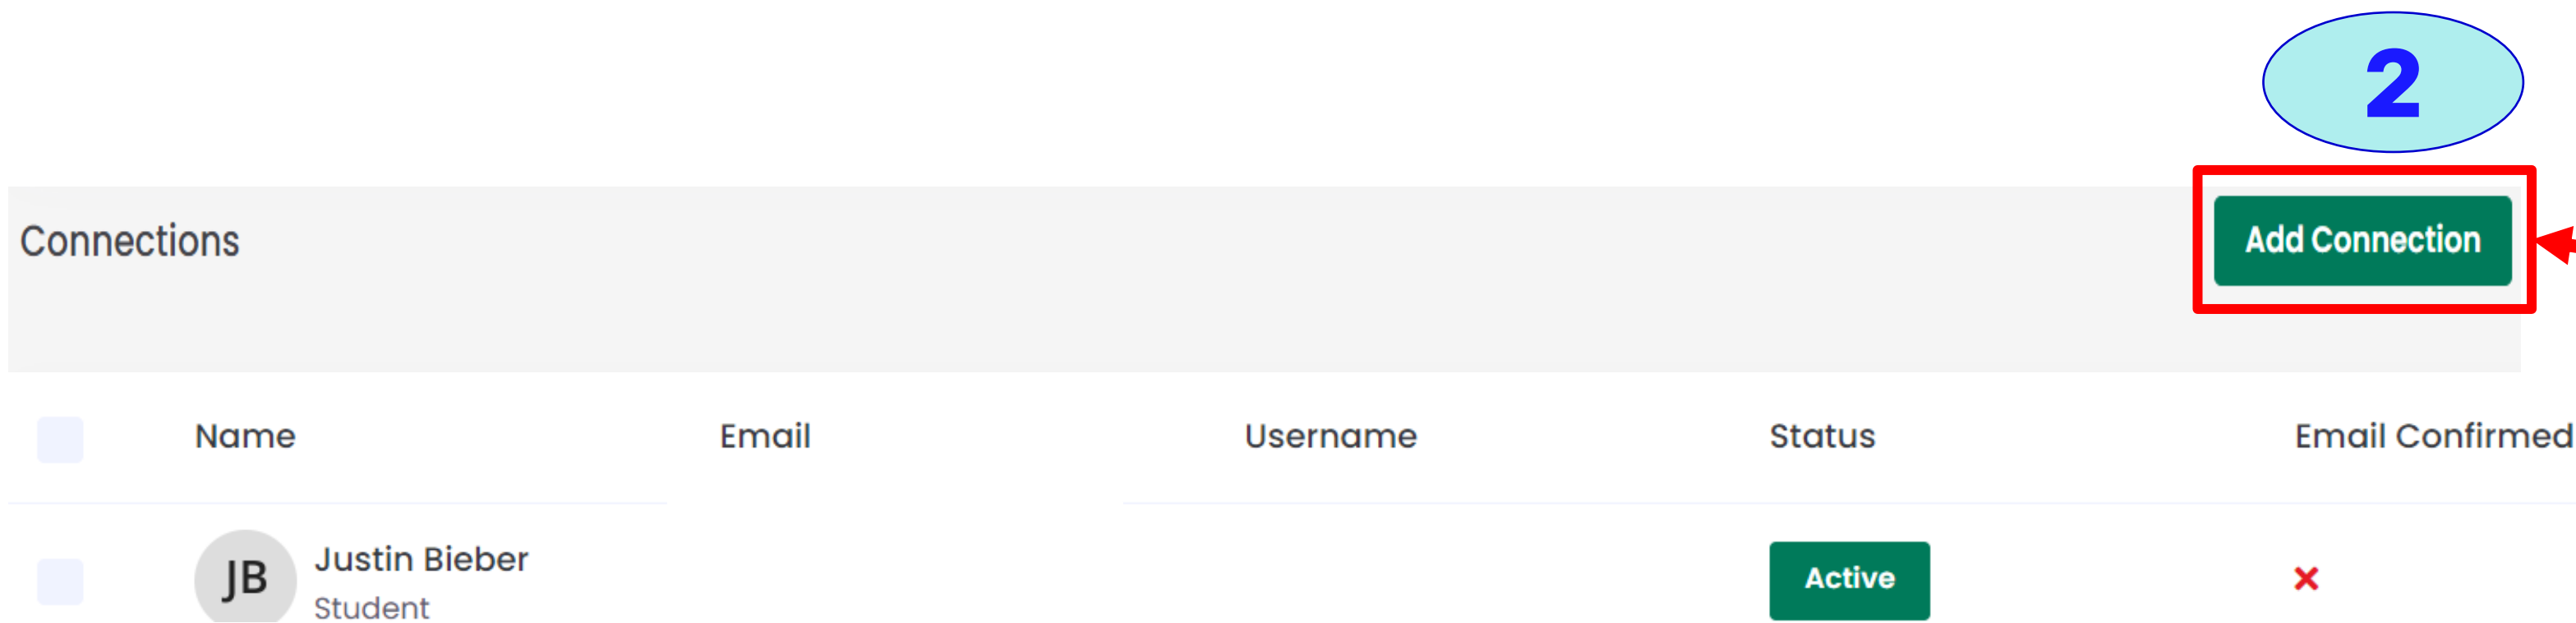 2
Connections
Add Connection
Name Email Username Status Email Confirmed
JB Justin Bieber Active
Student